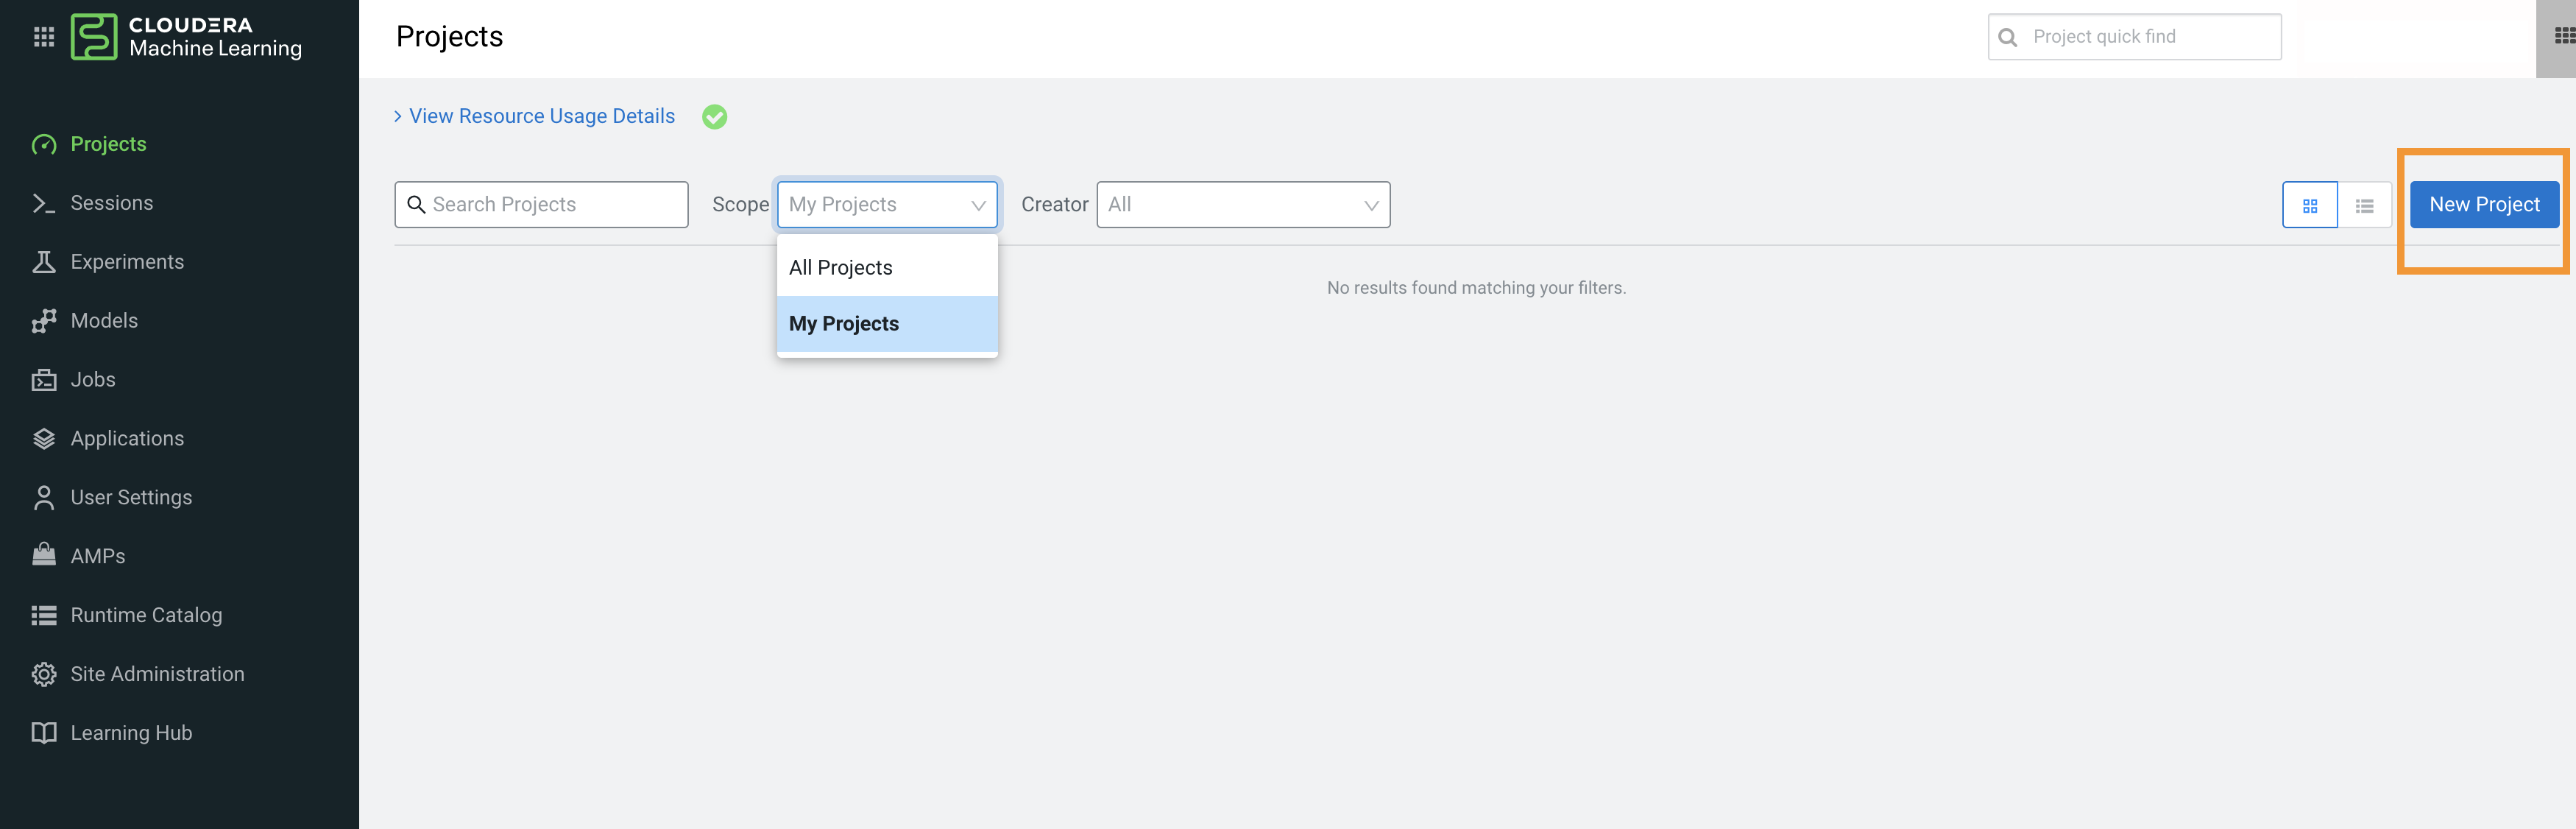 CLOUDERA
Machine Learning
Projects
Sessions
Experiments
Models
Jobs
Applications
User Settings
AMPs
Runtime Catalog
Site Administration
Learning Hub
Projects
Project quick find
View Resource Usage Details
Search Projects
Scope
My Projects
Creator
All
New Project
All Projects
My Projects
No results found matching your filters.